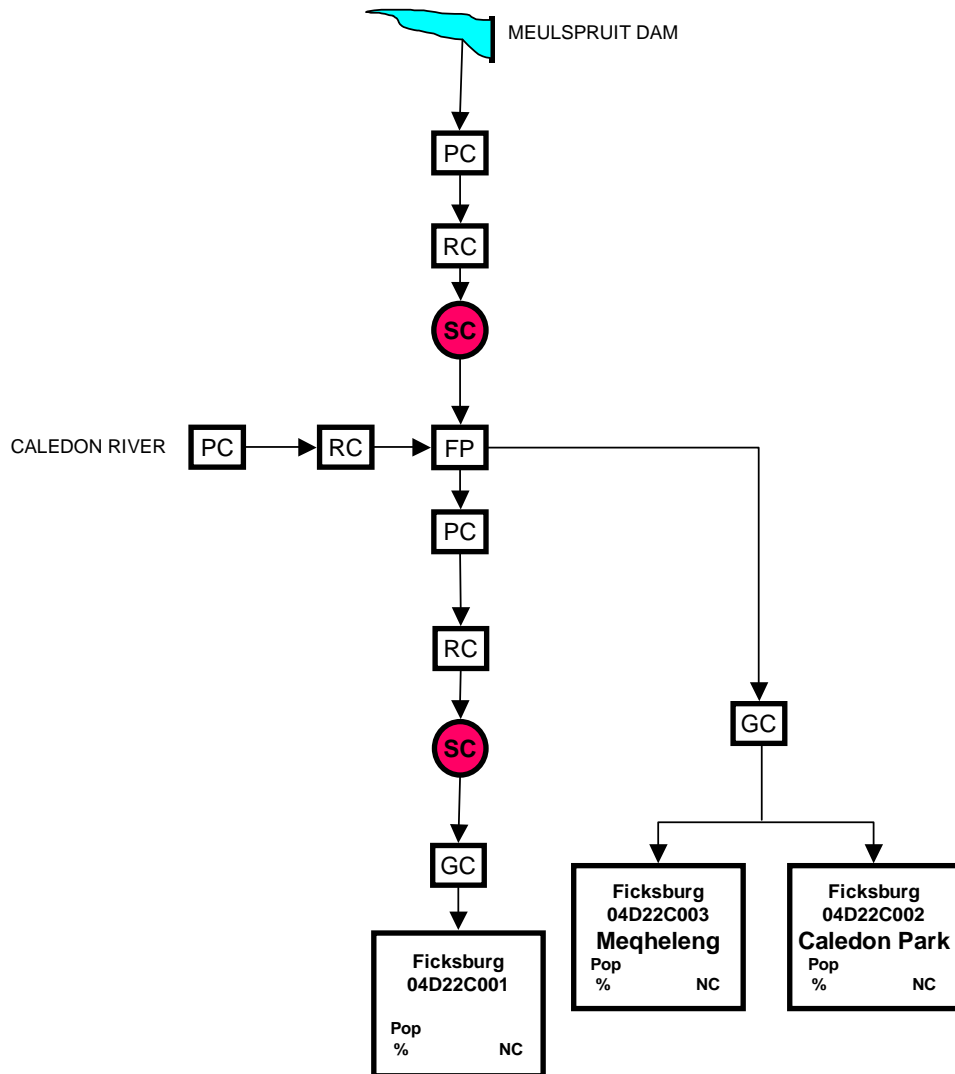 MEULSPRUIT DAM
PC
RC
SC
CALEDON RIVER PC RC FP
PC
RC
SC
GC
GC
Ficksburg
04D22C003
Meqheleng
Pop
% NC
Ficksburg
04D22C002
Caledon Park
Pop
% NC
Ficksburg
04D22C001
Pop
% NC